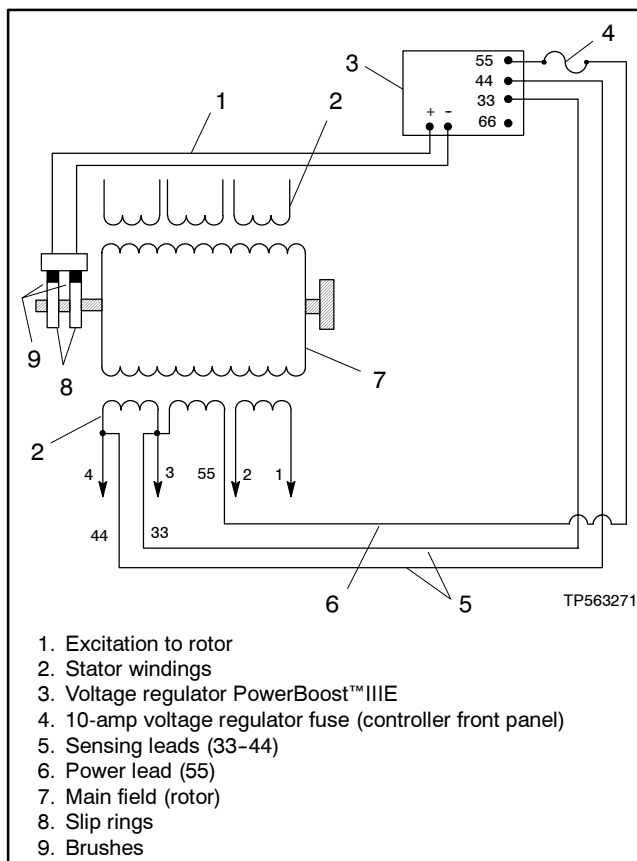 4
55
3
44
33
1
2
+ -
66
9
8
7
2
4
3
55
2
1
44
33
6
5
TP563271
1. Excitation to rotor
2. Stator windings
3. Voltage regulator PowerBoost™IIIE
4. 10-amp voltage regulator fuse (controller front panel)
5. Sensing leads (33-44)
6. Power lead (55)
7. Main field (rotor)
8. Slip rings
9. Brushes